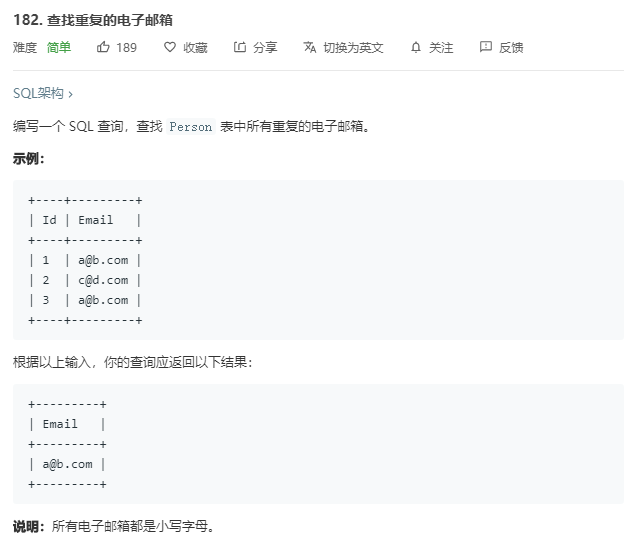 182. 查找重复的电子邮箱
难度 简单 189 收藏 分享 切换为英文 关注 反馈
SQL架构 ›
编写一个 SQL 查询，查找 Person 表中所有重复的电子邮箱。
示例：
+----+---------+
| Id | Email   |
+----+---------+
| 1  | a@b.com |
| 2  | c@d.com |
| 3  | a@b.com |
+----+---------+
根据以上输入，你的查询应返回以下结果：
+---------+
| Email   |
+---------+
| a@b.com |
+---------+
说明：所有电子邮箱都是小写字母。